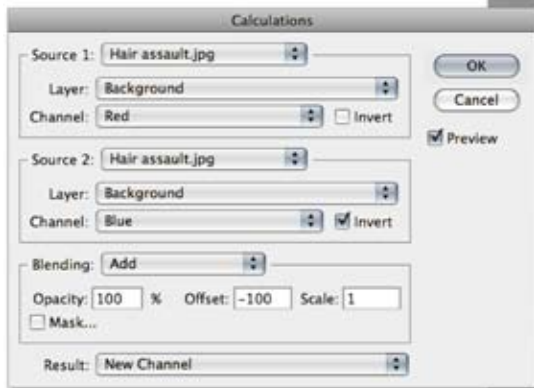 Calculations
Source 1: Hair assault.jpg
OK
Layer: Background
Cancel
Channel: Red Invert
Preview
Source 2: Hair assault.jpg
Layer: Background
Channel: Blue Invert
Blending: Add
Opacity: 100 % Offset: -100 Scale: 1
Mask...
Result: New Channel